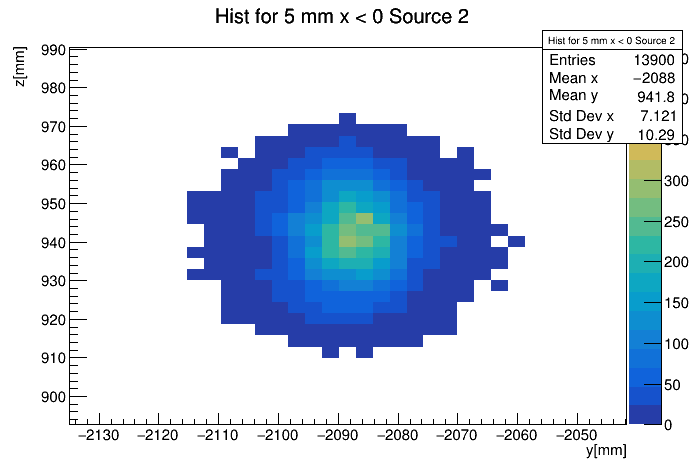 Hist for 5 mm x < 0 Source 2
Hist for 5 mm x < 0 Source 2
Entries 13900
Mean x −2088
Mean y 941.8
Std Dev x 7.121
Std Dev y 10.29
z[mm]
990
980
970
960
950
940
930
920
910
900
300
250
200
150
100
50
0
−2130 −2120 −2110 −2100 −2090 −2080 −2070 −2060 −2050
y[mm]